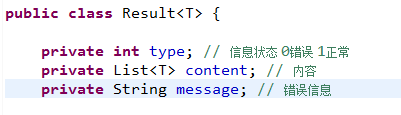 public class Result<T> {
private int type; // 信息状态 0错误 1正常
private List<T> content; // 内容
private String message; // 错误信息